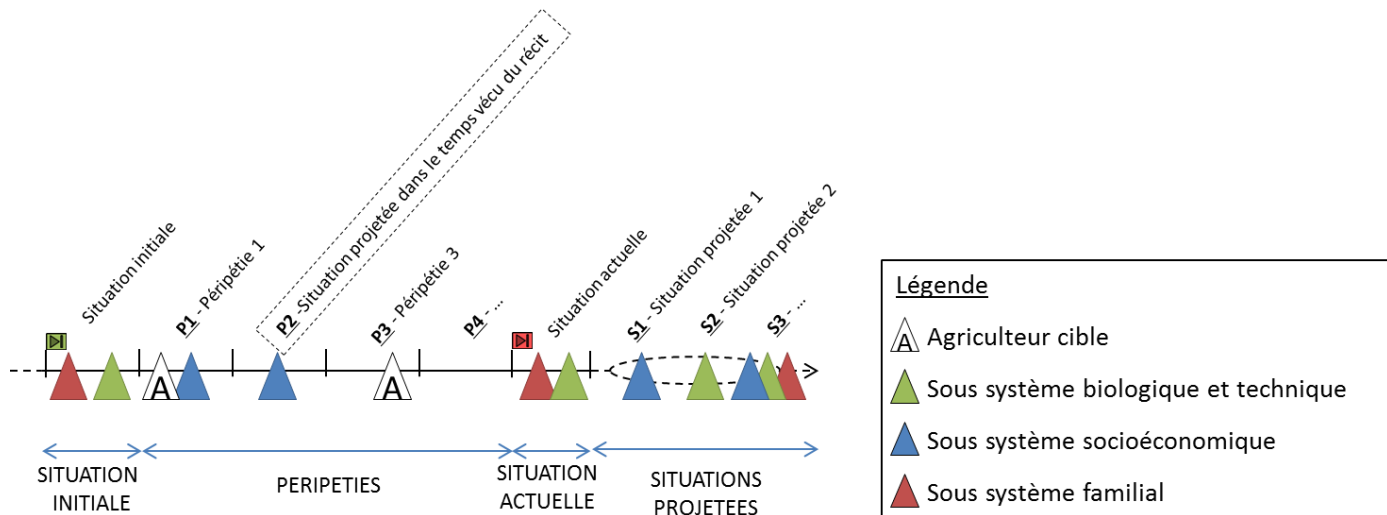 Situation initiale
P1 - Péripétie 1
P2 -Situation projetée dans le temps vécu du récit
P3 - Péripétie 3
P4 - ...
Situation actuelle
S1 - Situation projetée 1
S2 - Situation projetée 2
S3 - ...
A
A
SITUATION
INITIALE
PERIPETIES
SITUATION
ACTUELLE
SITUATIONS
PROJETEES
Légende
A Agriculteur cible
Sous système biologique et technique
Sous système socioéconomique
Sous système familial